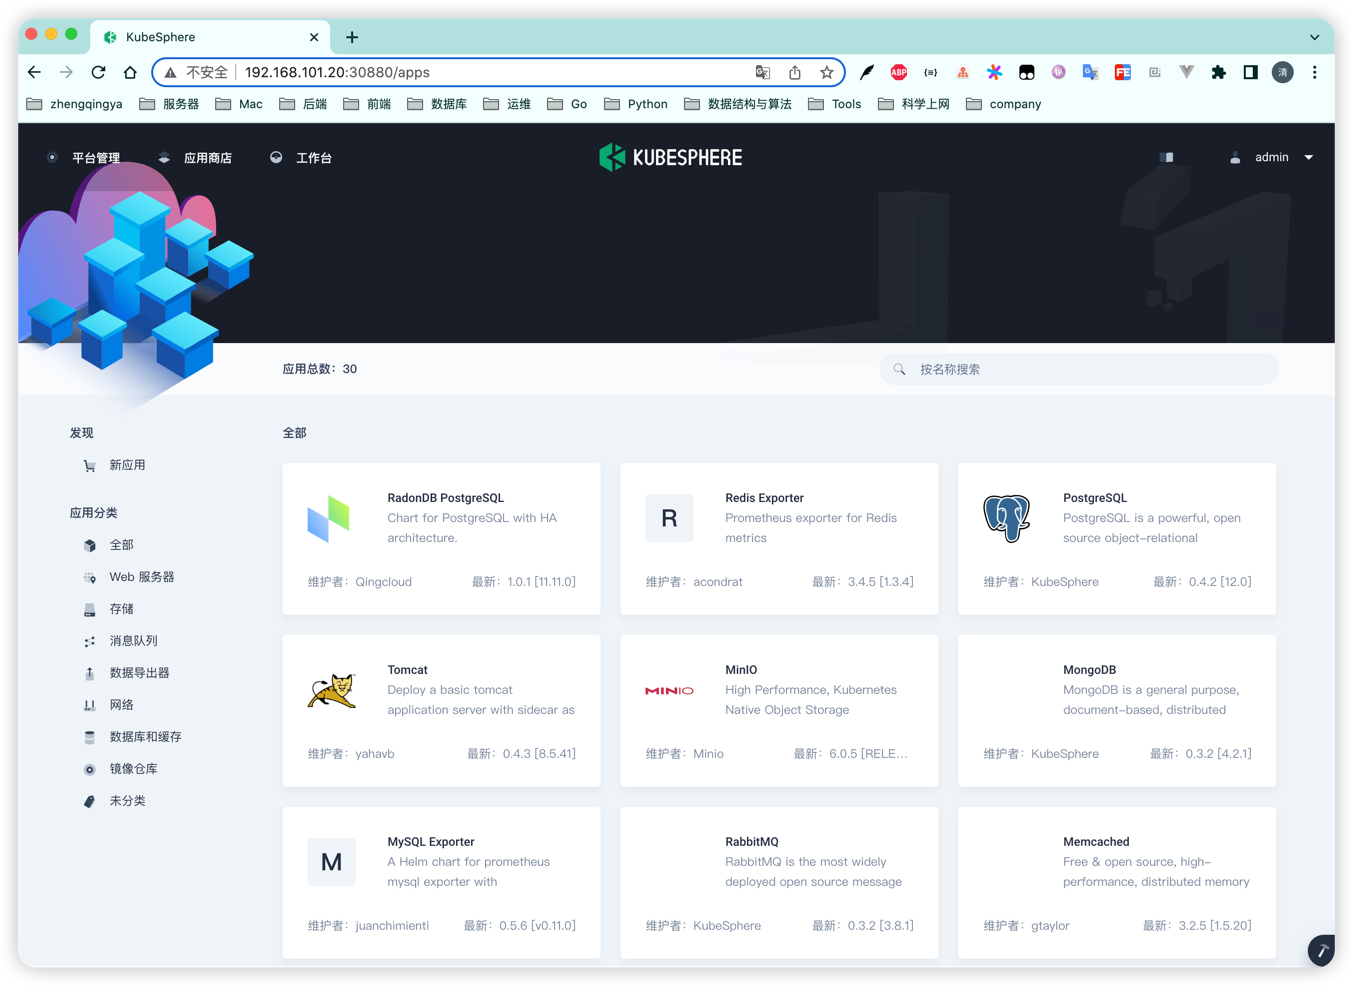 KubeSphere
不安全 192.168.101.20:30880/apps
ABP
FE
清
zhengqingya 服务器 Mac 后端 前端 数据库 运维 Go Python 数据结构与算法 Tools 科学上网 company
平台管理 应用商店 工作台 KUBESPHERE admin
应用总数：30 按名称搜索
发现
新应用
应用分类
全部
Web 服务器
存储
消息队列
数据导出器
网络
数据库和缓存
镜像仓库
未分类
全部
RadonDB PostgreSQL
Chart for PostgreSQL with HA
architecture.
维护者：Qingcloud 最新：1.0.1 [11.11.0]
R
Redis Exporter
Prometheus exporter for Redis
metrics
维护者：acondrat 最新：3.4.5 [1.3.4]
PostgreSQL
PostgreSQL is a powerful, open
source object-relational
维护者：KubeSphere 最新：0.4.2 [12.0]
Tomcat
Deploy a basic tomcat
application server with sidecar as
维护者：yahavb 最新：0.4.3 [8.5.41]
MINIO
MinIO
High Performance, Kubernetes
Native Object Storage
维护者：Minio 最新：6.0.5 [RELE...
MongoDB
MongoDB is a general purpose,
document-based, distributed
维护者：KubeSphere 最新：0.3.2 [4.2.1]
M
MySQL Exporter
A Helm chart for prometheus
mysql exporter with
维护者：juanchimienti 最新：0.5.6 [v0.11.0]
RabbitMQ
RabbitMQ is the most widely
deployed open source message
维护者：KubeSphere 最新：0.3.2 [3.8.1]
Memcached
Free & open source, high-
performance, distributed memory
维护者：gtaylor 最新：3.2.5 [1.5.20]